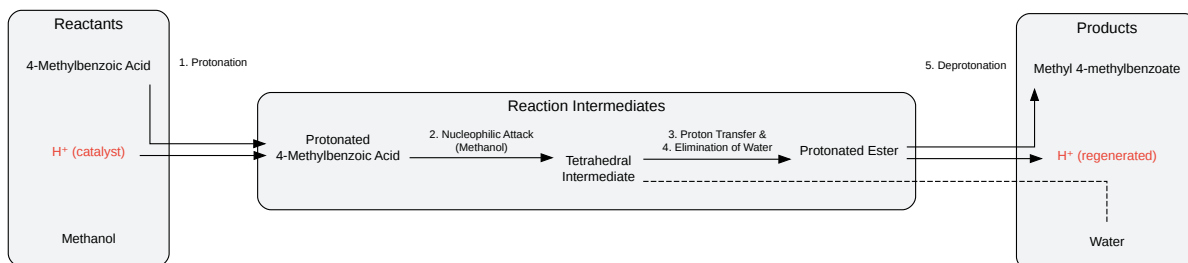 Reactants
4-Methylbenzoic Acid
H⁺ (catalyst)
Methanol
1. Protonation
Reaction Intermediates
Protonated
4-Methylbenzoic Acid
2. Nucleophilic Attack
(Methanol)
Tetrahedral
Intermediate
3. Proton Transfer &
4. Elimination of Water
Protonated Ester
5. Deprotonation
Products
Methyl 4-methylbenzoate
H⁺ (regenerated)
Water